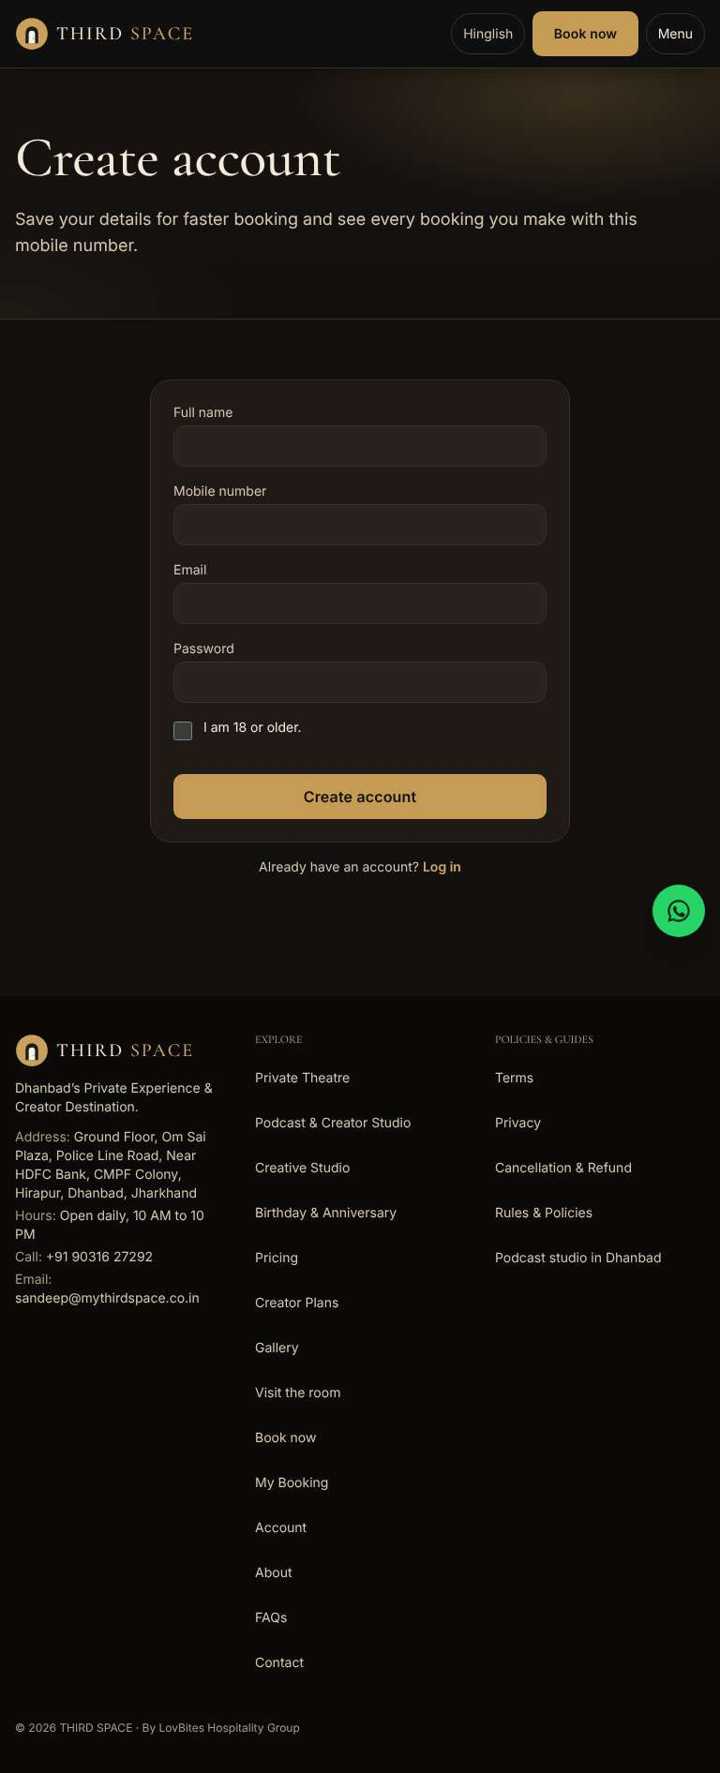 THIRD SPACE
Hinglish
Book now
Menu
Create account
Save your details for faster booking and see every booking you make with this
mobile number.
Full name
Mobile number
Email
Password
I am 18 or older.
Create account
Already have an account? Log in
THIRD SPACE
Dhanbad’s Private Experience &
Creator Destination.
Address: Ground Floor, Om Sai
Plaza, Police Line Road, Near
HDFC Bank, CMPF Colony,
Hirapur, Dhanbad, Jharkhand
Hours: Open daily, 10 AM to 10
PM
Call: +91 90316 27292
Email:
sandeep@mythirdspace.co.in
EXPLORE
Private Theatre
Podcast & Creator Studio
Creative Studio
Birthday & Anniversary
Pricing
Creator Plans
Gallery
Visit the room
Book now
My Booking
Account
About
FAQs
Contact
POLICIES & GUIDES
Terms
Privacy
Cancellation & Refund
Rules & Policies
Podcast studio in Dhanbad
© 2026 THIRD SPACE · By LovBites Hospitality Group